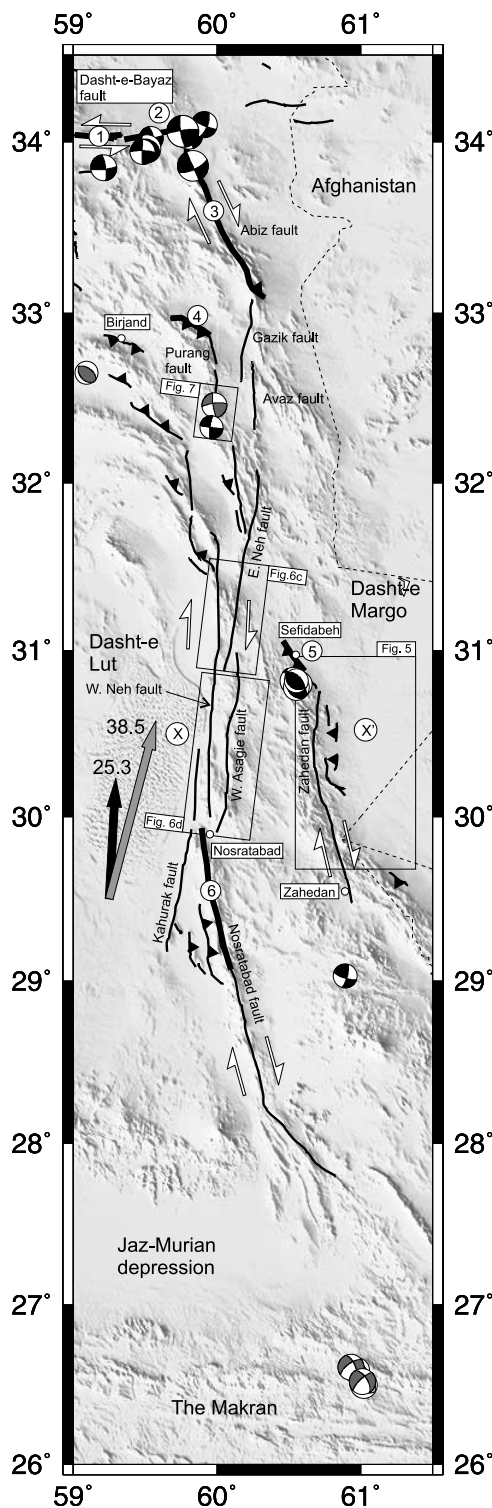 59˚ 60˚ 61˚
Dasht-e-Bayaz
fault
2
34˚ 34˚
1
Afghanistan
3
Abiz fault
33˚ 33˚
4
Birjand
Gazik fault
Purang
fault
Fig. 7
Avaz fault
32˚ 32˚
E. Neh fault
Fig.6c
Dasht-e
Margo
Sefidabeh
31˚ 31˚
5
Fig. 5
Dasht-e
Lut
W. Neh fault
38.5
X
X'
Zahedan fault
W. Asagie fault
25.3
30˚ 30˚
Fig. 6d
Nosratabad
Zahedan
6
Kahurak fault
Nosratabad fault
29˚ 29˚
28˚ 28˚
Jaz-Murian
depression
27˚ 27˚
The Makran
26˚ 26˚
59˚ 60˚ 61˚